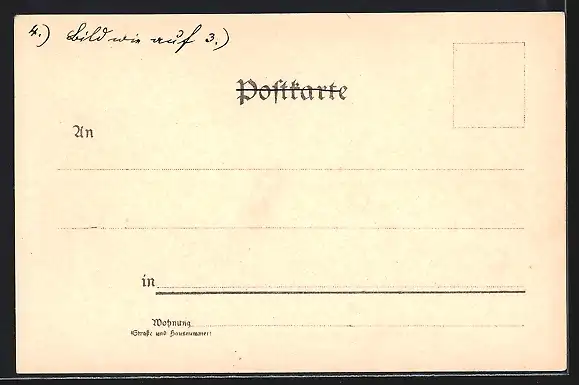 4.) Bild wie auf 3.)
Postkarte
An
in
Wohnung
(Straße und Hausnummer)